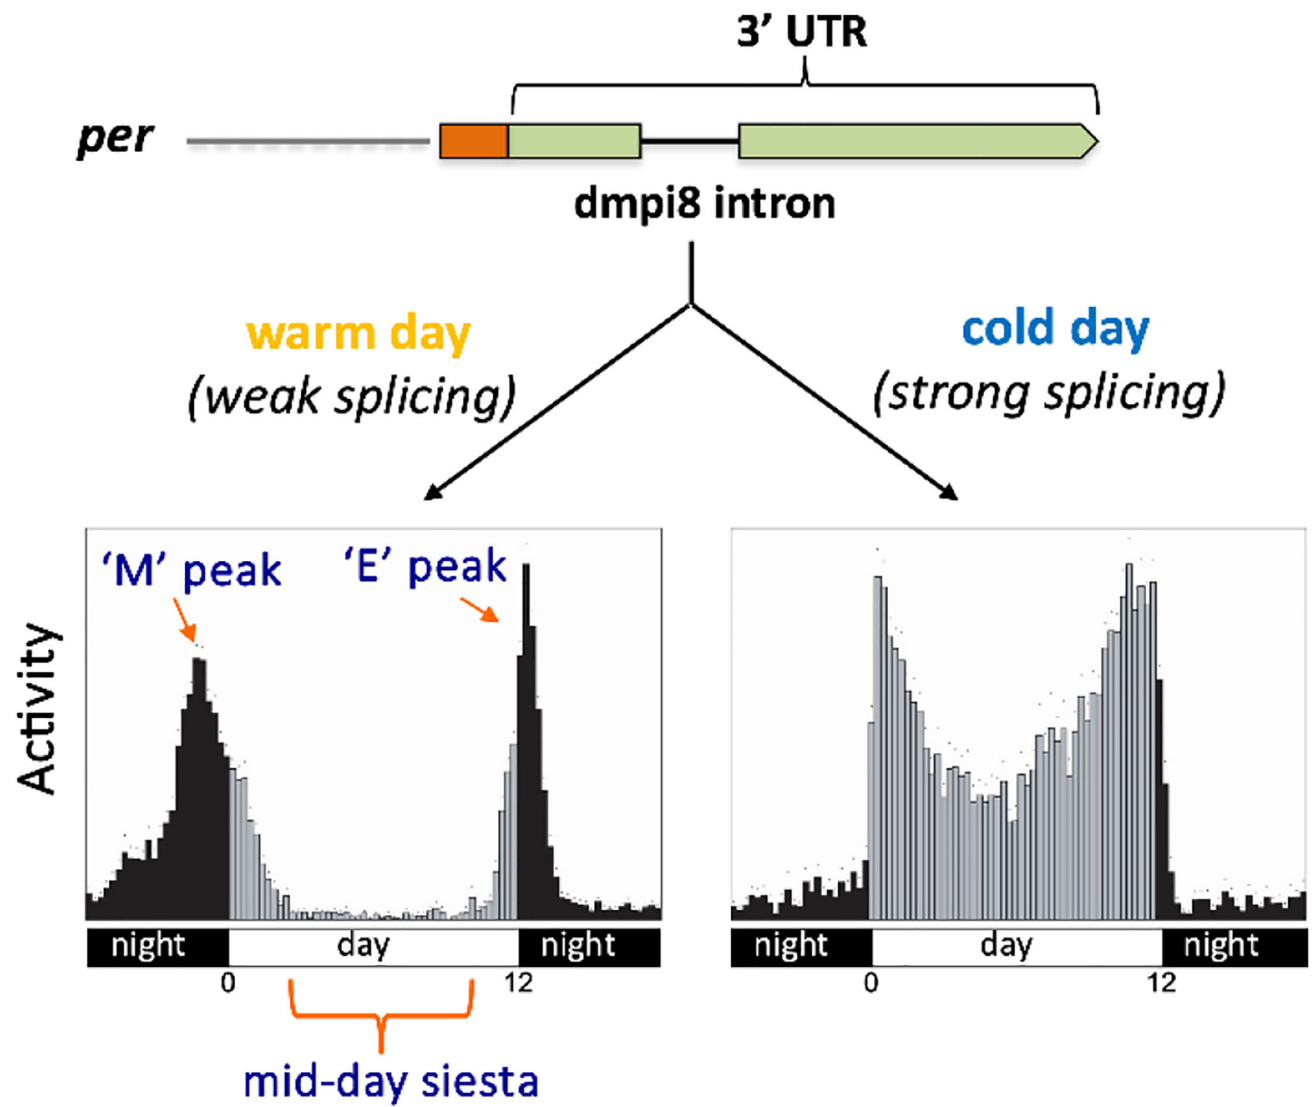 3’ UTR
per
dmpi8 intron
warm day
(weak splicing)
cold day
(strong splicing)
‘M’ peak
‘E’ peak
Activity
night
day
night
night
day
night
0
12
0
12
mid-day siesta